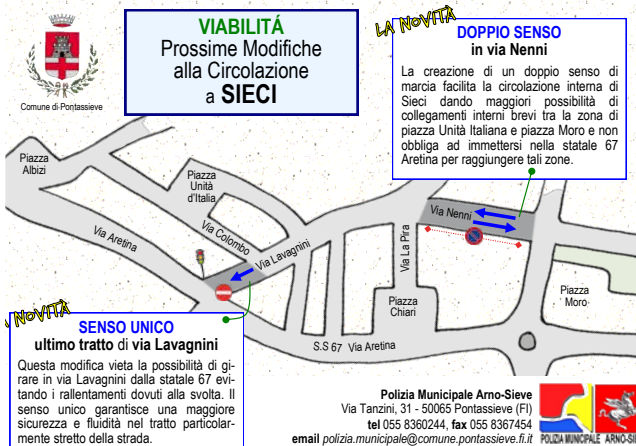 Comune di Pontassieve
VIABILITÁ
Prossime Modifiche
alla Circolazione
a SIECI
LA NOVITÀ
DOPPIO SENSO
in via Nenni
La creazione di un doppio senso di
marcia facilita la circolazione interna di
Sieci dando maggiori possibilità di
collegamenti interni brevi tra la zona di
piazza Unità Italiana e piazza Moro e non
obbliga ad immettersi nella statale 67
Aretina per raggiungere tali zone.
Piazza
Albizi
Piazza
Unità
d'Italia
Via Aretina
Via Colombo
Via Lavagnini
Via Nenni
Via La Pira
Piazza
Chiari
Piazza
Moro
S.S 67 Via Aretina
NOVITÀ
SENSO UNICO
ultimo tratto di via Lavagnini
Questa modifica vieta la possibilità di gi-
rare in via Lavagnini dalla statale 67 evi-
tando i rallentamenti dovuti alla svolta. Il
senso unico garantisce una maggiore
sicurezza e fluidità nel tratto particolar-
mente stretto della strada.
Polizia Municipale Arno-Sieve
Via Tanzini, 31 - 50065 Pontassieve (FI)
tel 055 8360244, fax 055 8367454
email polizia.municipale@comune.pontassieve.fi.it
POLIZIA MUNICIPALE ARNO-SIE